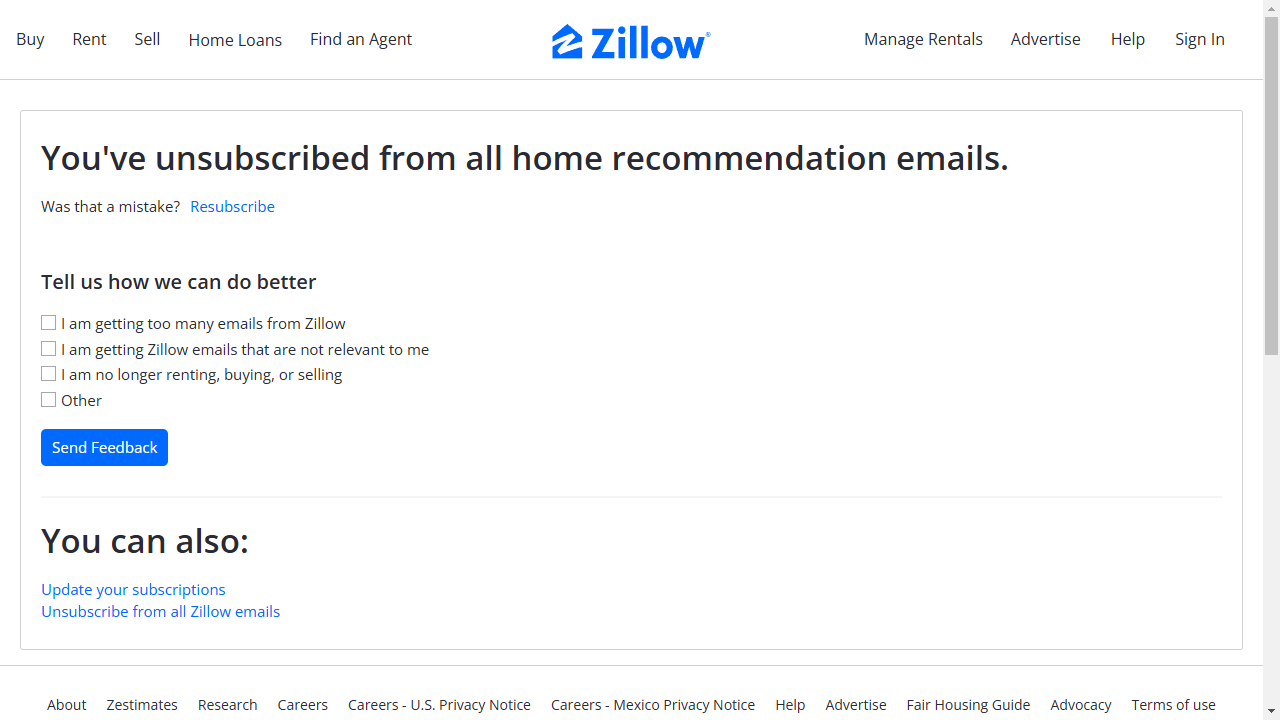 Buy Rent Sell Home Loans Find an Agent Zillow® Manage Rentals Advertise Help Sign In
You've unsubscribed from all home recommendation emails.
Was that a mistake? Resubscribe
Tell us how we can do better
I am getting too many emails from Zillow
I am getting Zillow emails that are not relevant to me
I am no longer renting, buying, or selling
Other
Send Feedback
You can also:
Update your subscriptions
Unsubscribe from all Zillow emails
About Zestimates Research Careers Careers - U.S. Privacy Notice Careers - Mexico Privacy Notice Help Advertise Fair Housing Guide Advocacy Terms of use